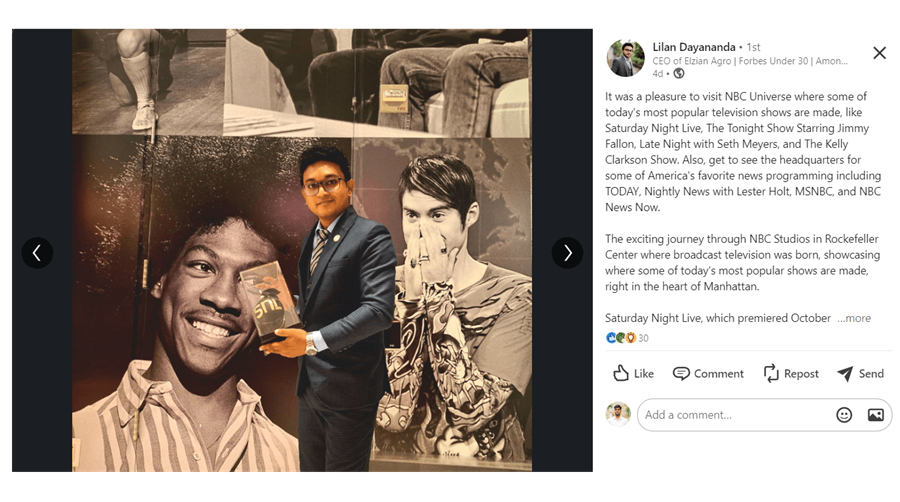 Lilan Dayananda • 1st
CEO of Elzian Agro | Forbes Under 30 | Amon...
4d •
It was a pleasure to visit NBC Universe where some of
today's most popular television shows are made, like
Saturday Night Live, The Tonight Show Starring Jimmy
Fallon, Late Night with Seth Meyers, and The Kelly
Clarkson Show. Also, get to see the headquarters for
some of America's favorite news programming including
TODAY, Nightly News with Lester Holt, MSNBC, and NBC
News Now.
The exciting journey through NBC Studios in Rockefeller
Center where broadcast television was born, showcasing
where some of today's most popular shows are made,
right in the heart of Manhattan.
Saturday Night Live, which premiered October ...more
30
Like Comment Repost Send
Add a comment...